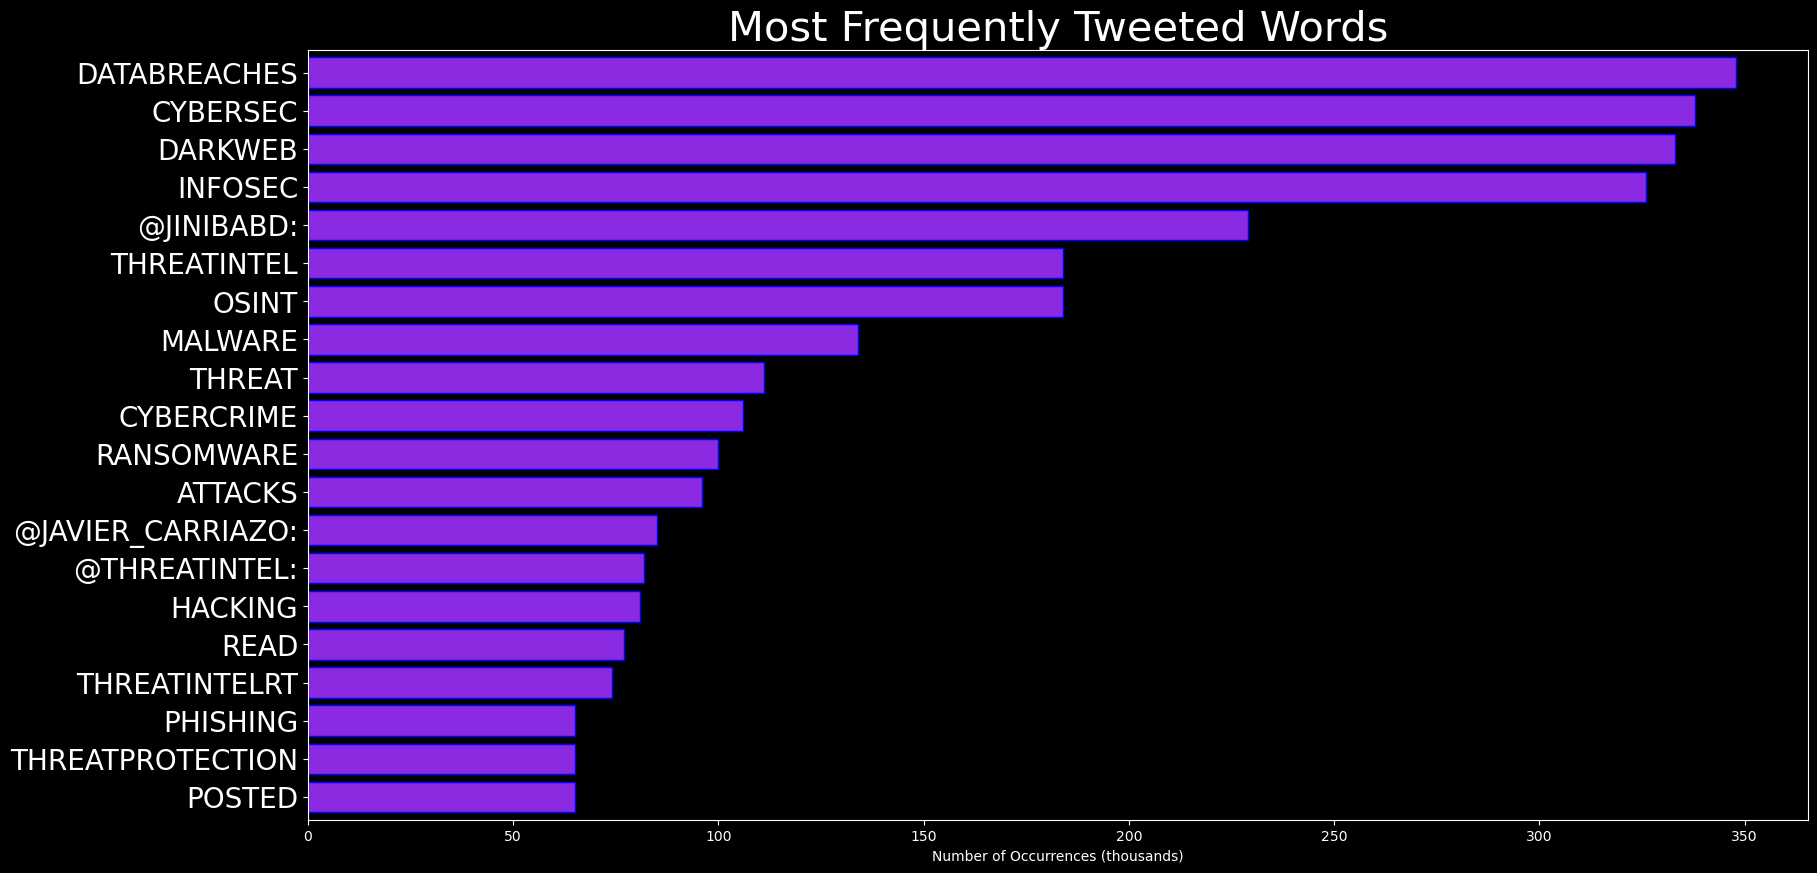 Most Frequently Tweeted Words
DATABREACHES
CYBERSEC
DARKWEB
INFOSEC
@JINIBABD:
THREATINTEL
OSINT
MALWARE
THREAT
CYBERCRIME
RANSOMWARE
ATTACKS
@JAVIER_CARRIAZO:
@THREATINTEL:
HACKING
READ
THREATINTELRT
PHISHING
THREATPROTECTION
POSTED
0 50 100 150 200 250 300 350
Number of Occurrences (thousands)